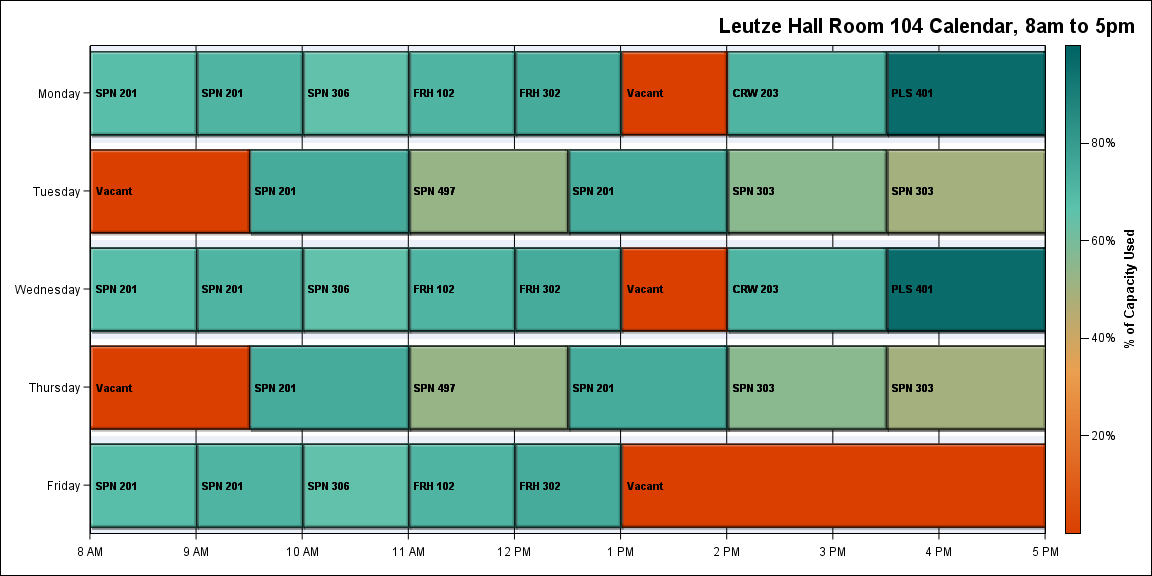 Leutze Hall Room 104 Calendar, 8am to 5pm
Monday
SPN 201
SPN 201
SPN 306
FRH 102
FRH 302
Vacant
CRW 203
PLS 401
Tuesday
Vacant
SPN 201
SPN 497
SPN 201
SPN 303
SPN 303
Wednesday
SPN 201
SPN 201
SPN 306
FRH 102
FRH 302
Vacant
CRW 203
PLS 401
Thursday
Vacant
SPN 201
SPN 497
SPN 201
SPN 303
SPN 303
Friday
SPN 201
SPN 201
SPN 306
FRH 102
FRH 302
Vacant
8 AM
9 AM
10 AM
11 AM
12 PM
1 PM
2 PM
3 PM
4 PM
5 PM
80%
60%
40%
20%
% of Capacity Used